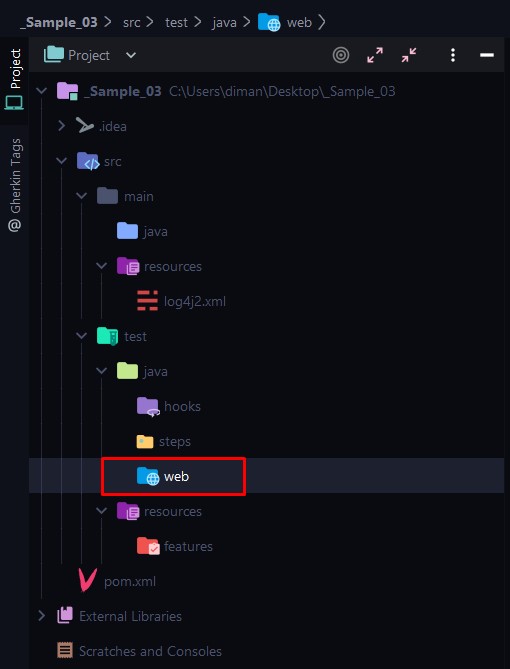 _Sample_03 > src > test > java > web >
Project
Project
@ Gherkin Tags
_Sample_03 C:\Users\diman\Desktop\_Sample_03
.idea
src
main
java
resources
log4j2.xml
test
java
hooks
steps
web
resources
features
pom.xml
External Libraries
Scratches and Consoles